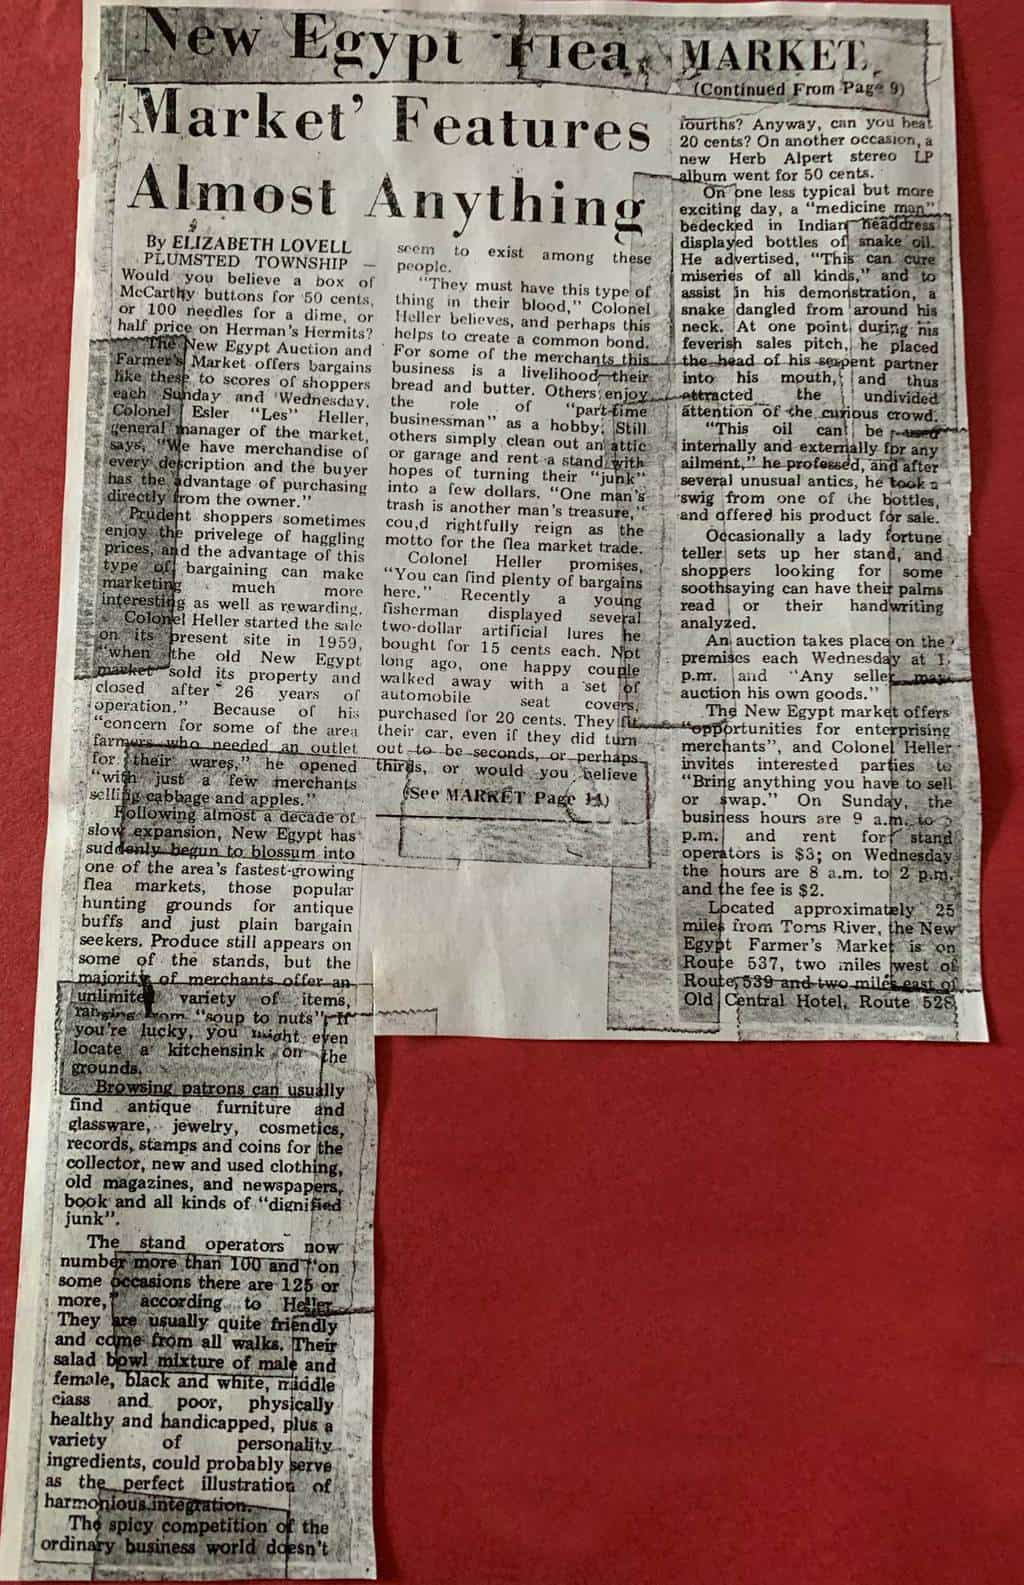 New Egypt Flea
Market' Features
Almost Anything
By ELIZABETH LOVELL
PLUMSTED TOWNSHIP —
Would you believe a box of
McCarthy buttons for 50 cents,
or 100 needles for a dime, or
half price on Herman's Hermits?
The New Egypt Auction and
Farmer's Market offers bargains
like these to scores of shoppers
each Sunday and Wednesday.
Colonel Esler "Les" Heller,
general manager of the market,
says, "We have merchandise of
every description and the buyer
has the advantage of purchasing
directly from the owner."
Prudent shoppers sometimes
enjoy the privelege of haggling
prices, and the advantage of this
type of bargaining can make
marketing much more
interesting as well as rewarding.
Colonel Heller started the sale
on its present site in 1959,
"when the old New Egypt
market sold its property and
closed after 26 years of
operation." Because of his
"concern for some of the area
farmers who needed an outlet
for their wares," he opened
"with just a few merchants
selling cabbage and apples."
Following almost a decade of
slow expansion, New Egypt has
suddenly begun to blossum into
one of the area's fastest-growing
flea markets, those popular
hunting grounds for antique
buffs and just plain bargain
seekers. Produce still appears on
some of the stands, but the
majority of merchants offer an
unlimited variety of items,
ranging from "soup to nuts". If
you're lucky, you might even
locate a kitchensink on the
grounds.
Browsing patrons can usually
find antique furniture and
glassware, jewelry, cosmetics,
records, stamps and coins for the
collector, new and used clothing,
old magazines, and newspapers,
book and all kinds of "dignified
junk".
The stand operators now
number more than 100 and "on
some occasions there are 125 or
more," according to Heller.
They are usually quite friendly
and come from all walks. Their
salad bowl mixture of male and
female, black and white, middle
class and poor, physically
healthy and handicapped, plus a
variety of personality
ingredients, could probably serve
as the perfect illustration of
harmonious integration.
The spicy competition of the
ordinary business world doesn't
seem to exist among these
people.
"They must have this type of
thing in their blood," Colonel
Heller believes, and perhaps this
helps to create a common bond.
For some of the merchants this
business is a livelihood—their
bread and butter. Others enjoy
the role of "part-time
businessman" as a hobby. Still
others simply clean out an attic
or garage and rent a stand with
hopes of turning their "junk"
into a few dollars. "One man's
trash is another man's treasure,"
cou,d rightfully reign as the
motto for the flea market trade.
Colonel Heller promises,
"You can find plenty of bargains
here." Recently a young
fisherman displayed several
two-dollar artificial lures he
bought for 15 cents each. Not
long ago, one happy couple
walked away with a set of
automobile seat covers,
purchased for 20 cents. They fit
their car, even if they did turn
out to be seconds, or perhaps
thirds, or would you believe
(See MARKET Page 11)
MARKET
(Continued From Page 9)
fourths? Anyway, can you beat
20 cents? On another occasion, a
new Herb Alpert stereo LP
album went for 50 cents.
On one less typical but more
exciting day, a "medicine man"
bedecked in Indian headdress
displayed bottles of snake oil.
He advertised, "This can cure
miseries of all kinds," and to
assist in his demonstration, a
snake dangled from around his
neck. At one point during his
feverish sales pitch, he placed
the head of his serpent partner
into his mouth, and thus
attracted the undivided
attention of the curious crowd.
"This oil can be used
internally and externally for any
ailment," he professed, and after
several unusual antics, he took a
swig from one of the bottles,
and offered his product for sale.
Occasionally a lady fortune
teller sets up her stand, and
shoppers looking for some
soothsaying can have their palms
read or their handwriting
analyzed.
An auction takes place on the
premises each Wednesday at 1
p.m. and "Any seller may
auction his own goods."
The New Egypt market offers
"opportunities for enterprising
merchants", and Colonel Heller
invites interested parties to
"Bring anything you have to sell
or swap." On Sunday, the
business hours are 9 a.m. to
p.m. and rent for stand
operators is $3; on Wednesday
the hours are 8 a.m. to 2 p.m.
and the fee is $2.
Located approximately 25
miles from Toms River, the New
Egypt Farmer's Market is on
Route 537, two miles west of
Route 539 and two miles east of
Old Central Hotel, Route 528